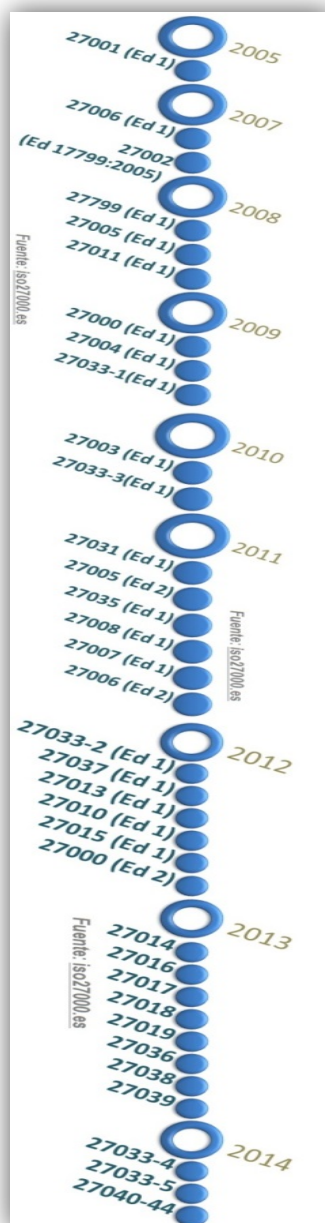 2005
27001 (Ed 1)
2007
27006 (Ed 1)
27002
(Ed 17799:2005)
2008
27799 (Ed 1)
27005 (Ed 1)
27011 (Ed 1)
Fuente: iso27000.es
2009
27000 (Ed 1)
27004 (Ed 1)
27033-1(Ed 1)
2010
27003 (Ed 1)
27033-3(Ed 1)
2011
27031 (Ed 1)
27005 (Ed 2)
27035 (Ed 1)
27008 (Ed 1)
27007 (Ed 1)
27006 (Ed 2)
Fuente: iso27000.es
2012
27033-2 (Ed 1)
27037 (Ed 1)
27013 (Ed 1)
27010 (Ed 1)
27015 (Ed 1)
27000 (Ed 2)
2013
27014
27016
27017
27018
27019
27036
27038
27039
Fuente: iso27000.es
2014
27033-4
27033-5
27040-44